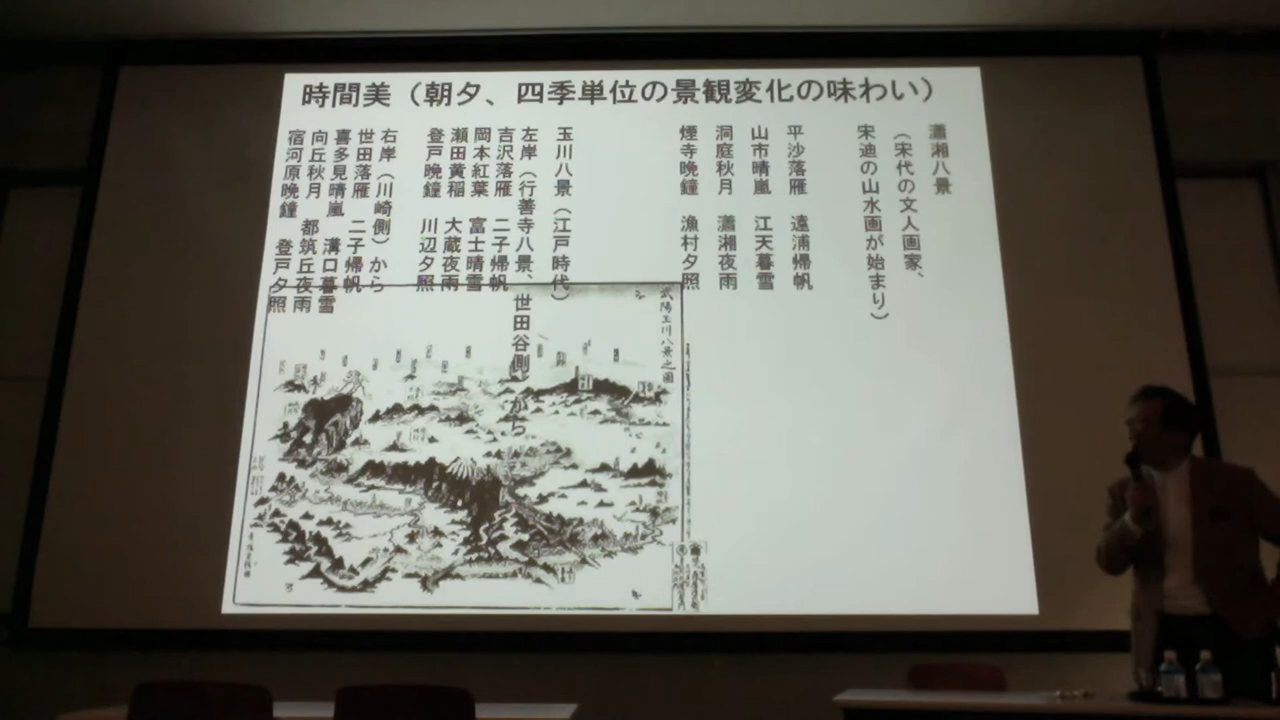 時間美（朝夕、四季単位の景観変化の味わい）
瀟湘八景
（宋代の文人画家、
宋迪の山水画が始まり）
平沙落雁　遠浦帰帆
山市晴嵐　江天暮雪
洞庭秋月　瀟湘夜雨
煙寺晩鐘　漁村夕照
玉川八景（江戸時代）
左岸（行善寺八景、世田谷側）から
吉沢落雁　二子帰帆
岡本紅葉　富士晴雪
瀬田黄稲　大蔵夜雨
登戸晩鐘　川辺夕照
右岸（川崎側）から
世田落雁　二子帰帆
喜多見晴嵐　溝口暮雪
向丘秋月　都筑丘夜雨
宿河原晩鐘　登戸夕照
武陽玉川八景之図